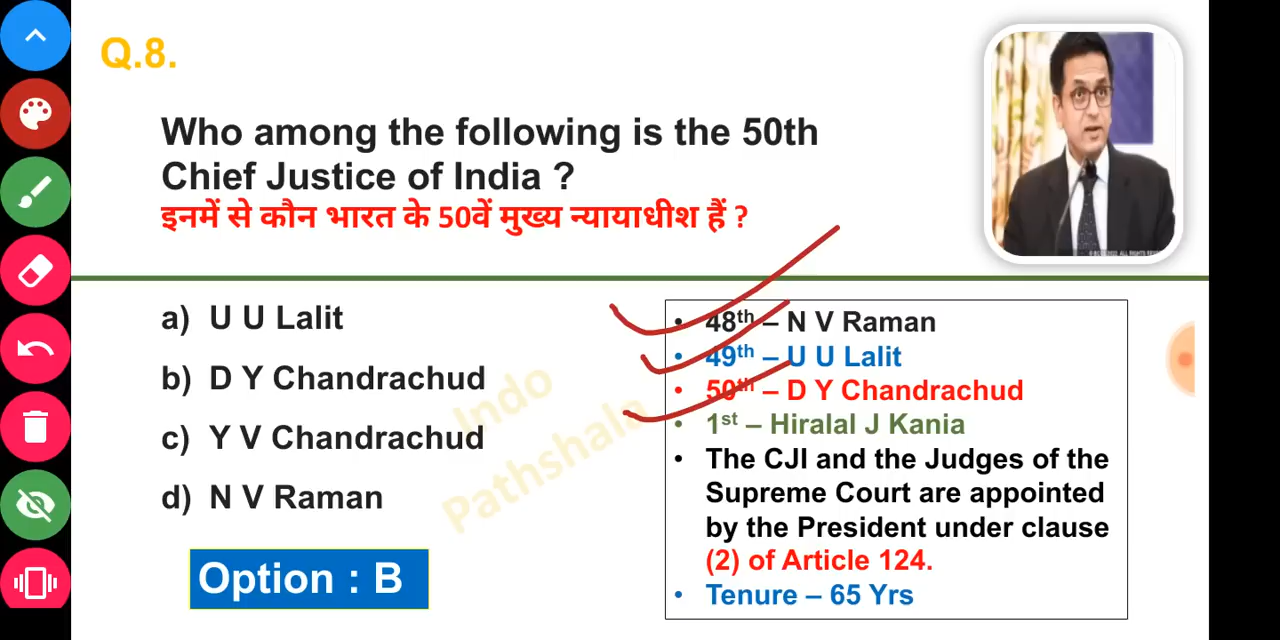 Q.8.
Who among the following is the 50th
Chief Justice of India ?
इनमें से कौन भारत के 50वें मुख्य न्यायाधीश हैं ?
a) U U Lalit
b) D Y Chandrachud
c) Y V Chandrachud
d) N V Raman
Option : B
• 48th – N V Raman
• 49th – U U Lalit
• 50th – D Y Chandrachud
• 1st – Hiralal J Kania
• The CJI and the Judges of the
Supreme Court are appointed
by the President under clause
(2) of Article 124.
• Tenure – 65 Yrs
Indo
Pathshala